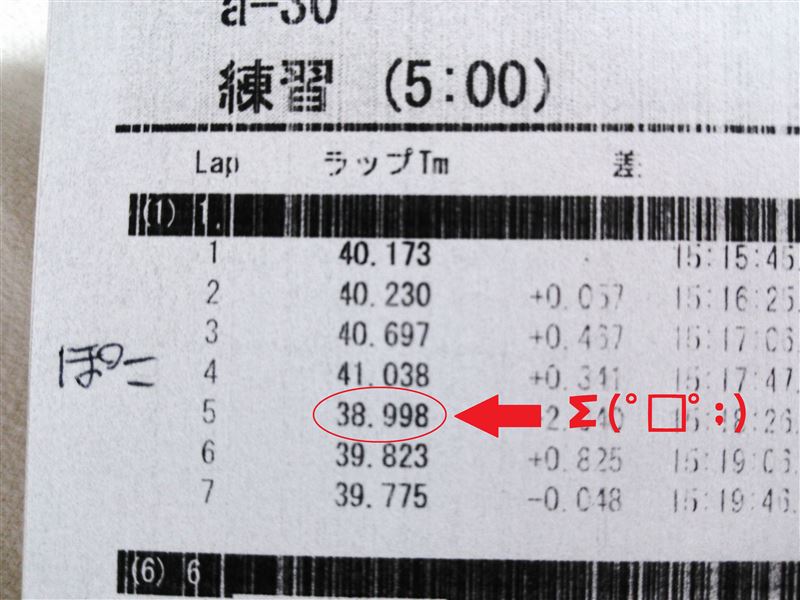 a-30
練習 (5:00)
Lap ラップTm 差
(1) 1
1 40.173 15:15:45.
2 40.230 +0.057 15:16:25.
3 40.697 +0.467 15:17:06.
ぽこ
4 41.038 +0.341 15:17:47.
5 38.998 Σ(ﾟ□ﾟ;) :26.
6 39.823 +0.825 15:19:06.
7 39.775 -0.048 15:19:46.
(6) 6